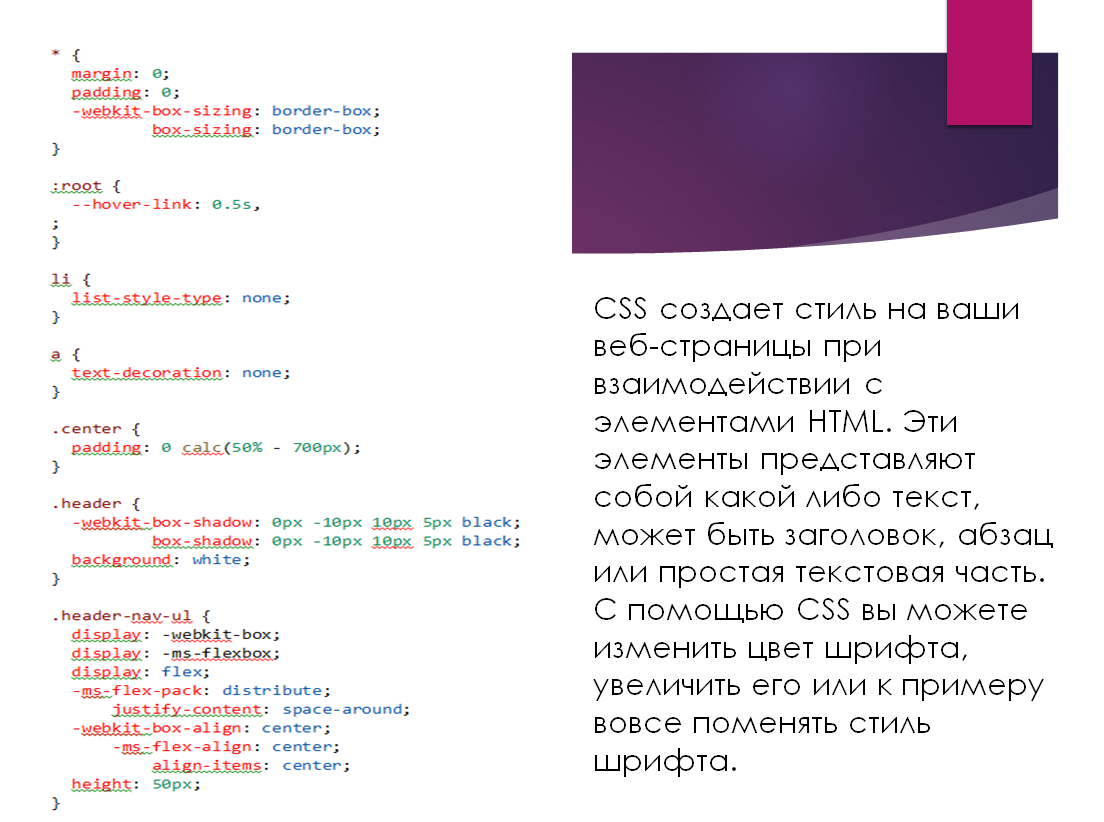 * {
margin: 0;
padding: 0;
-webkit-box-sizing: border-box;
box-sizing: border-box;
}
:root {
--hover-link: 0.5s,
;
}
li {
list-style-type: none;
}
a {
text-decoration: none;
}
.center {
padding: 0 calc(50% - 700px);
}
.header {
-webkit-box-shadow: 0px -10px 10px 5px black;
box-shadow: 0px -10px 10px 5px black;
background: white;
}
.header-nav-ul {
display: -webkit-box;
display: -ms-flexbox;
display: flex;
-ms-flex-pack: distribute;
justify-content: space-around;
-webkit-box-align: center;
-ms-flex-align: center;
align-items: center;
height: 50px;
}
CSS создает стиль на ваши
веб-страницы при
взаимодействии с
элементами HTML. Эти
элементы представляют
собой какой либо текст,
может быть заголовок, абзац
или простая текстовая часть.
С помощью CSS вы можете
изменить цвет шрифта,
увеличить его или к примеру
вовсе поменять стиль
шрифта.